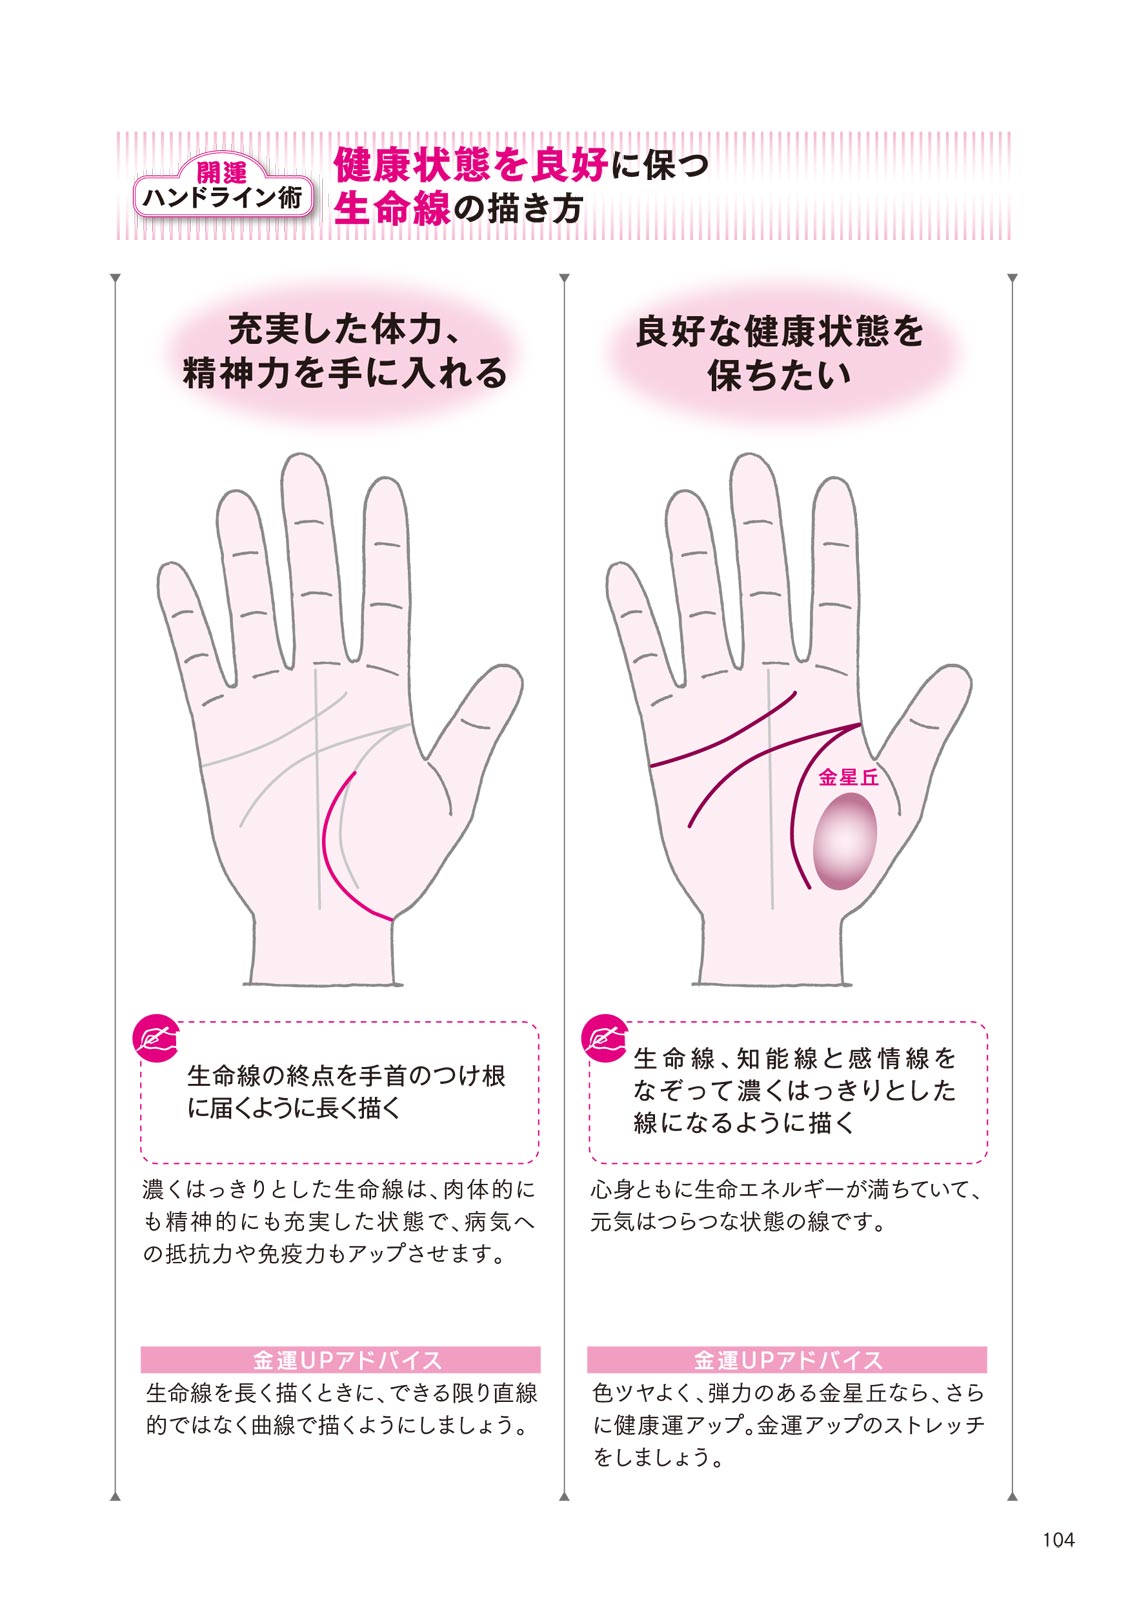 開運
ハンドライン術
健康状態を良好に保つ
生命線の描き方
充実した体力、
精神力を手に入れる
生命線の終点を手首のつけ根
に届くように長く描く
濃くはっきりとした生命線は、肉体的に
も精神的にも充実した状態で、病気へ
の抵抗力や免疫力もアップさせます。
金運UPアドバイス
生命線を長く描くときに、できる限り直線
的ではなく曲線で描くようにしましょう。
良好な健康状態を
保ちたい
金星丘
生命線、知能線と感情線を
なぞって濃くはっきりとした
線になるように描く
心身ともに生命エネルギーが満ちていて、
元気はつらつな状態の線です。
金運UPアドバイス
色ツヤよく、弾力のある金星丘なら、さら
に健康運アップ。金運アップのストレッチ
をしましょう。
104